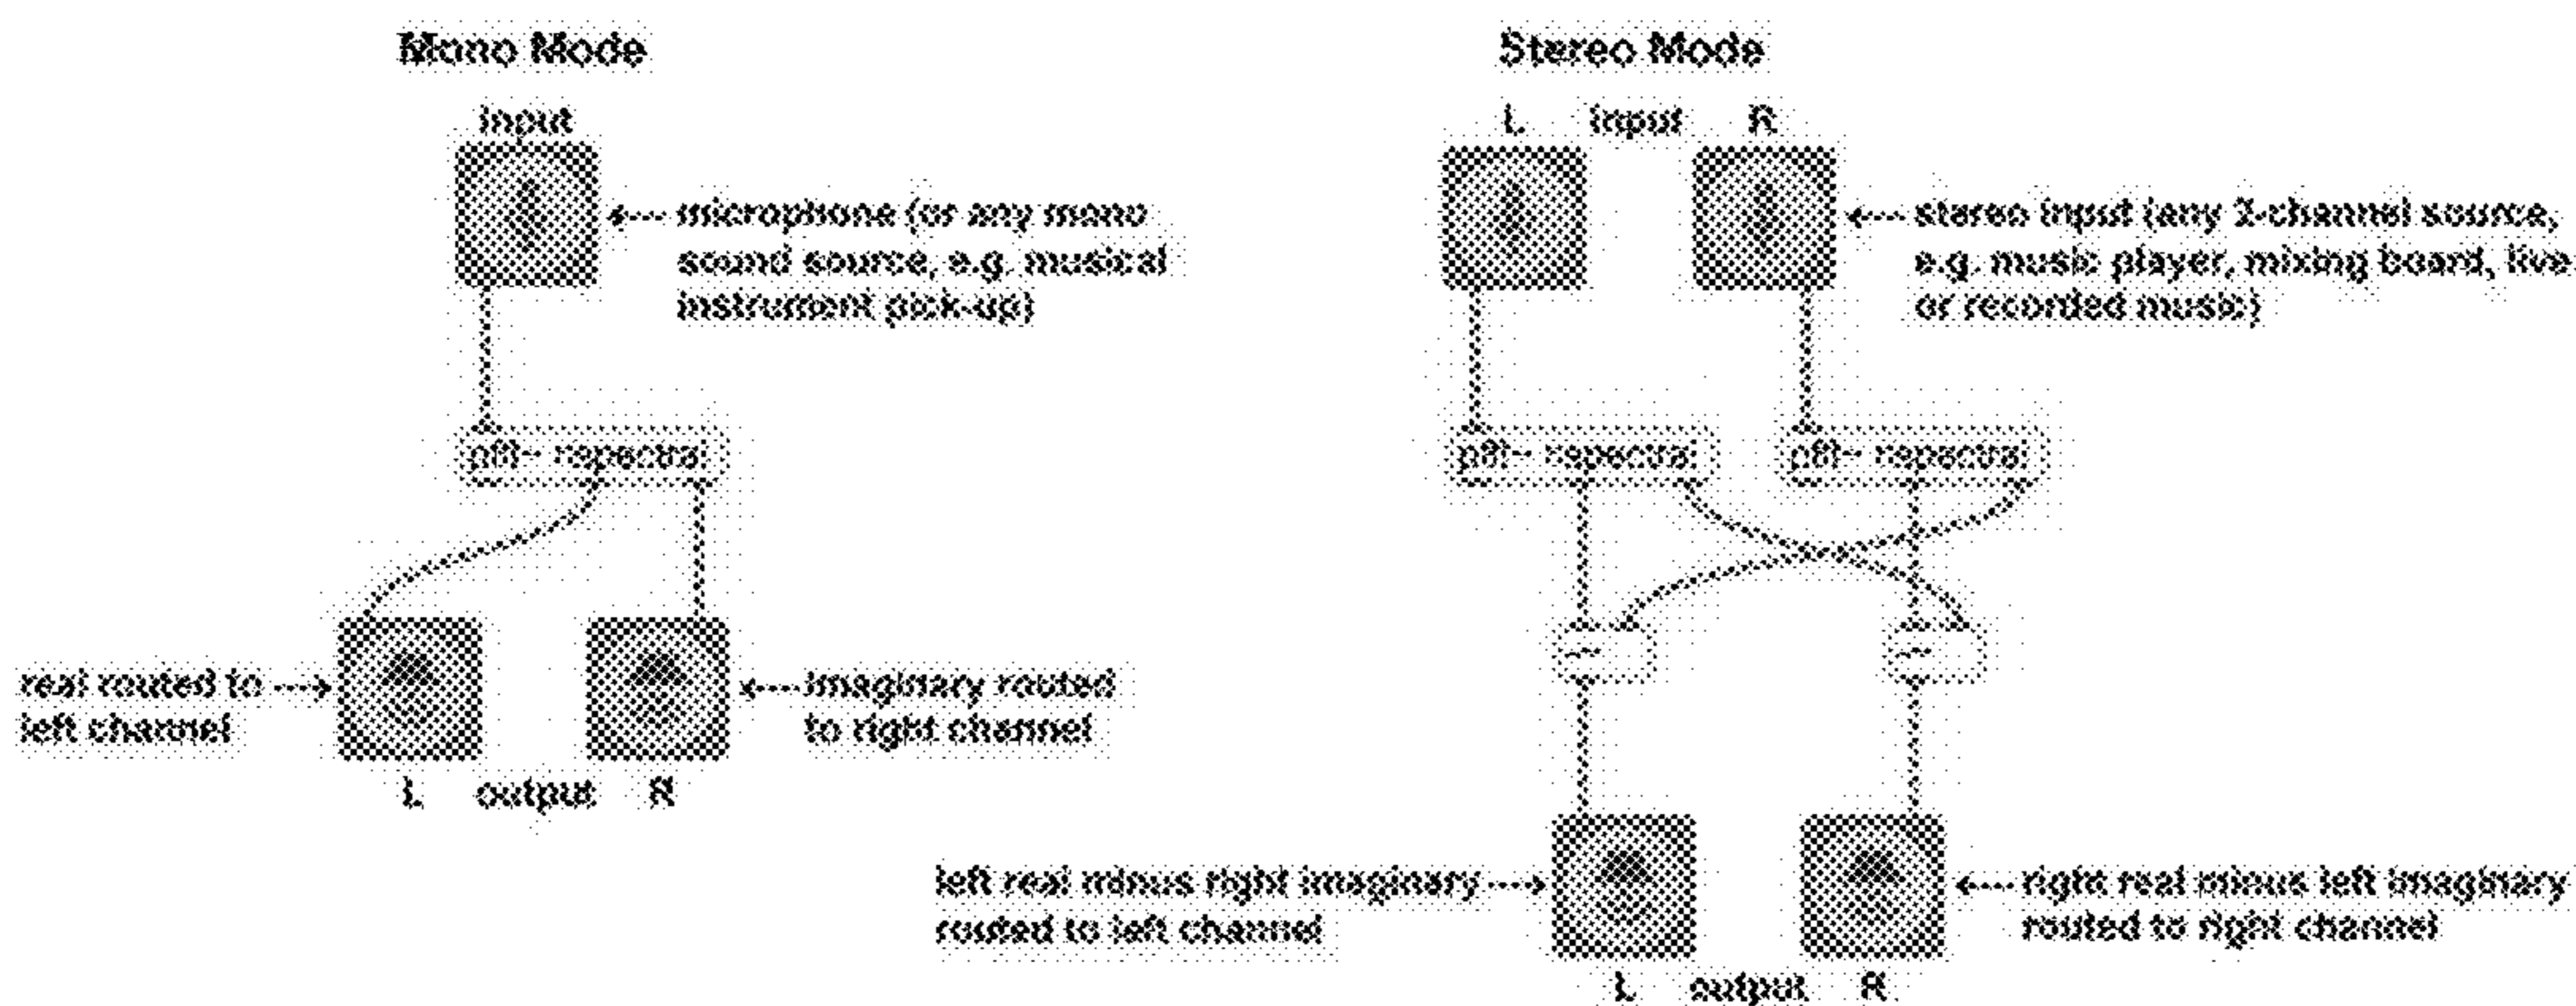 Mono Mode
input
microphone (or any mono
sound source, e.g. musical
instrument pick-up)
pfft~
real routed to
left channel
imaginary routed
to right channel
L output R
Stereo Mode
L input R
stereo input (any 2-channel source,
e.g. music player, mixing board, live
or recorded music)
pfft~ pfft~
-~ -~
left real minus right imaginary
routed to left channel
right real minus left imaginary
routed to right channel
L output R